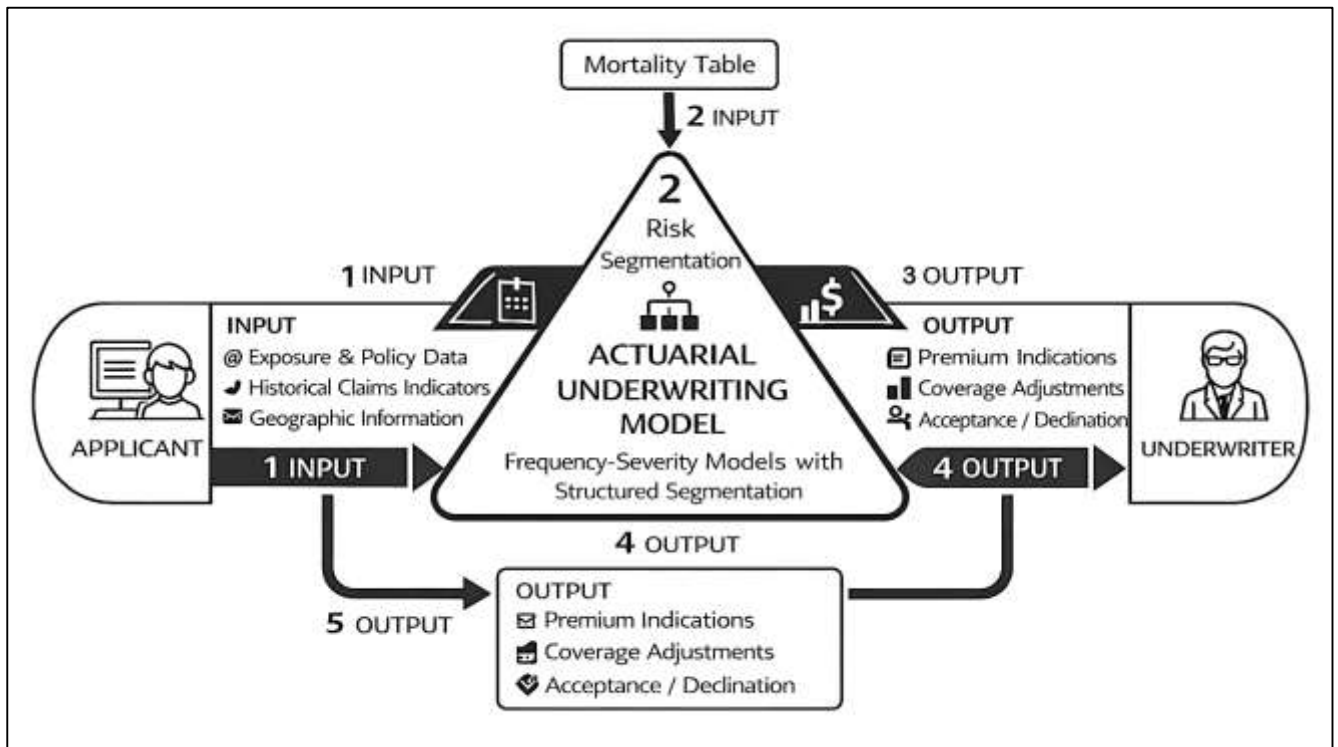 Mortality Table
2 INPUT
2
Risk
Segmentation
ACTUARIAL
UNDERWRITING
MODEL
Frequency-Severity Models with
Structured Segmentation
1 INPUT
INPUT
@ Exposure & Policy Data
Historical Claims Indicators
Geographic Information
APPLICANT
1 INPUT
3 OUTPUT
$
OUTPUT
Premium Indications
Coverage Adjustments
Acceptance / Declination
UNDERWRITER
4 OUTPUT
4 OUTPUT
5 OUTPUT
OUTPUT
Premium Indications
Coverage Adjustments
Acceptance / Declination